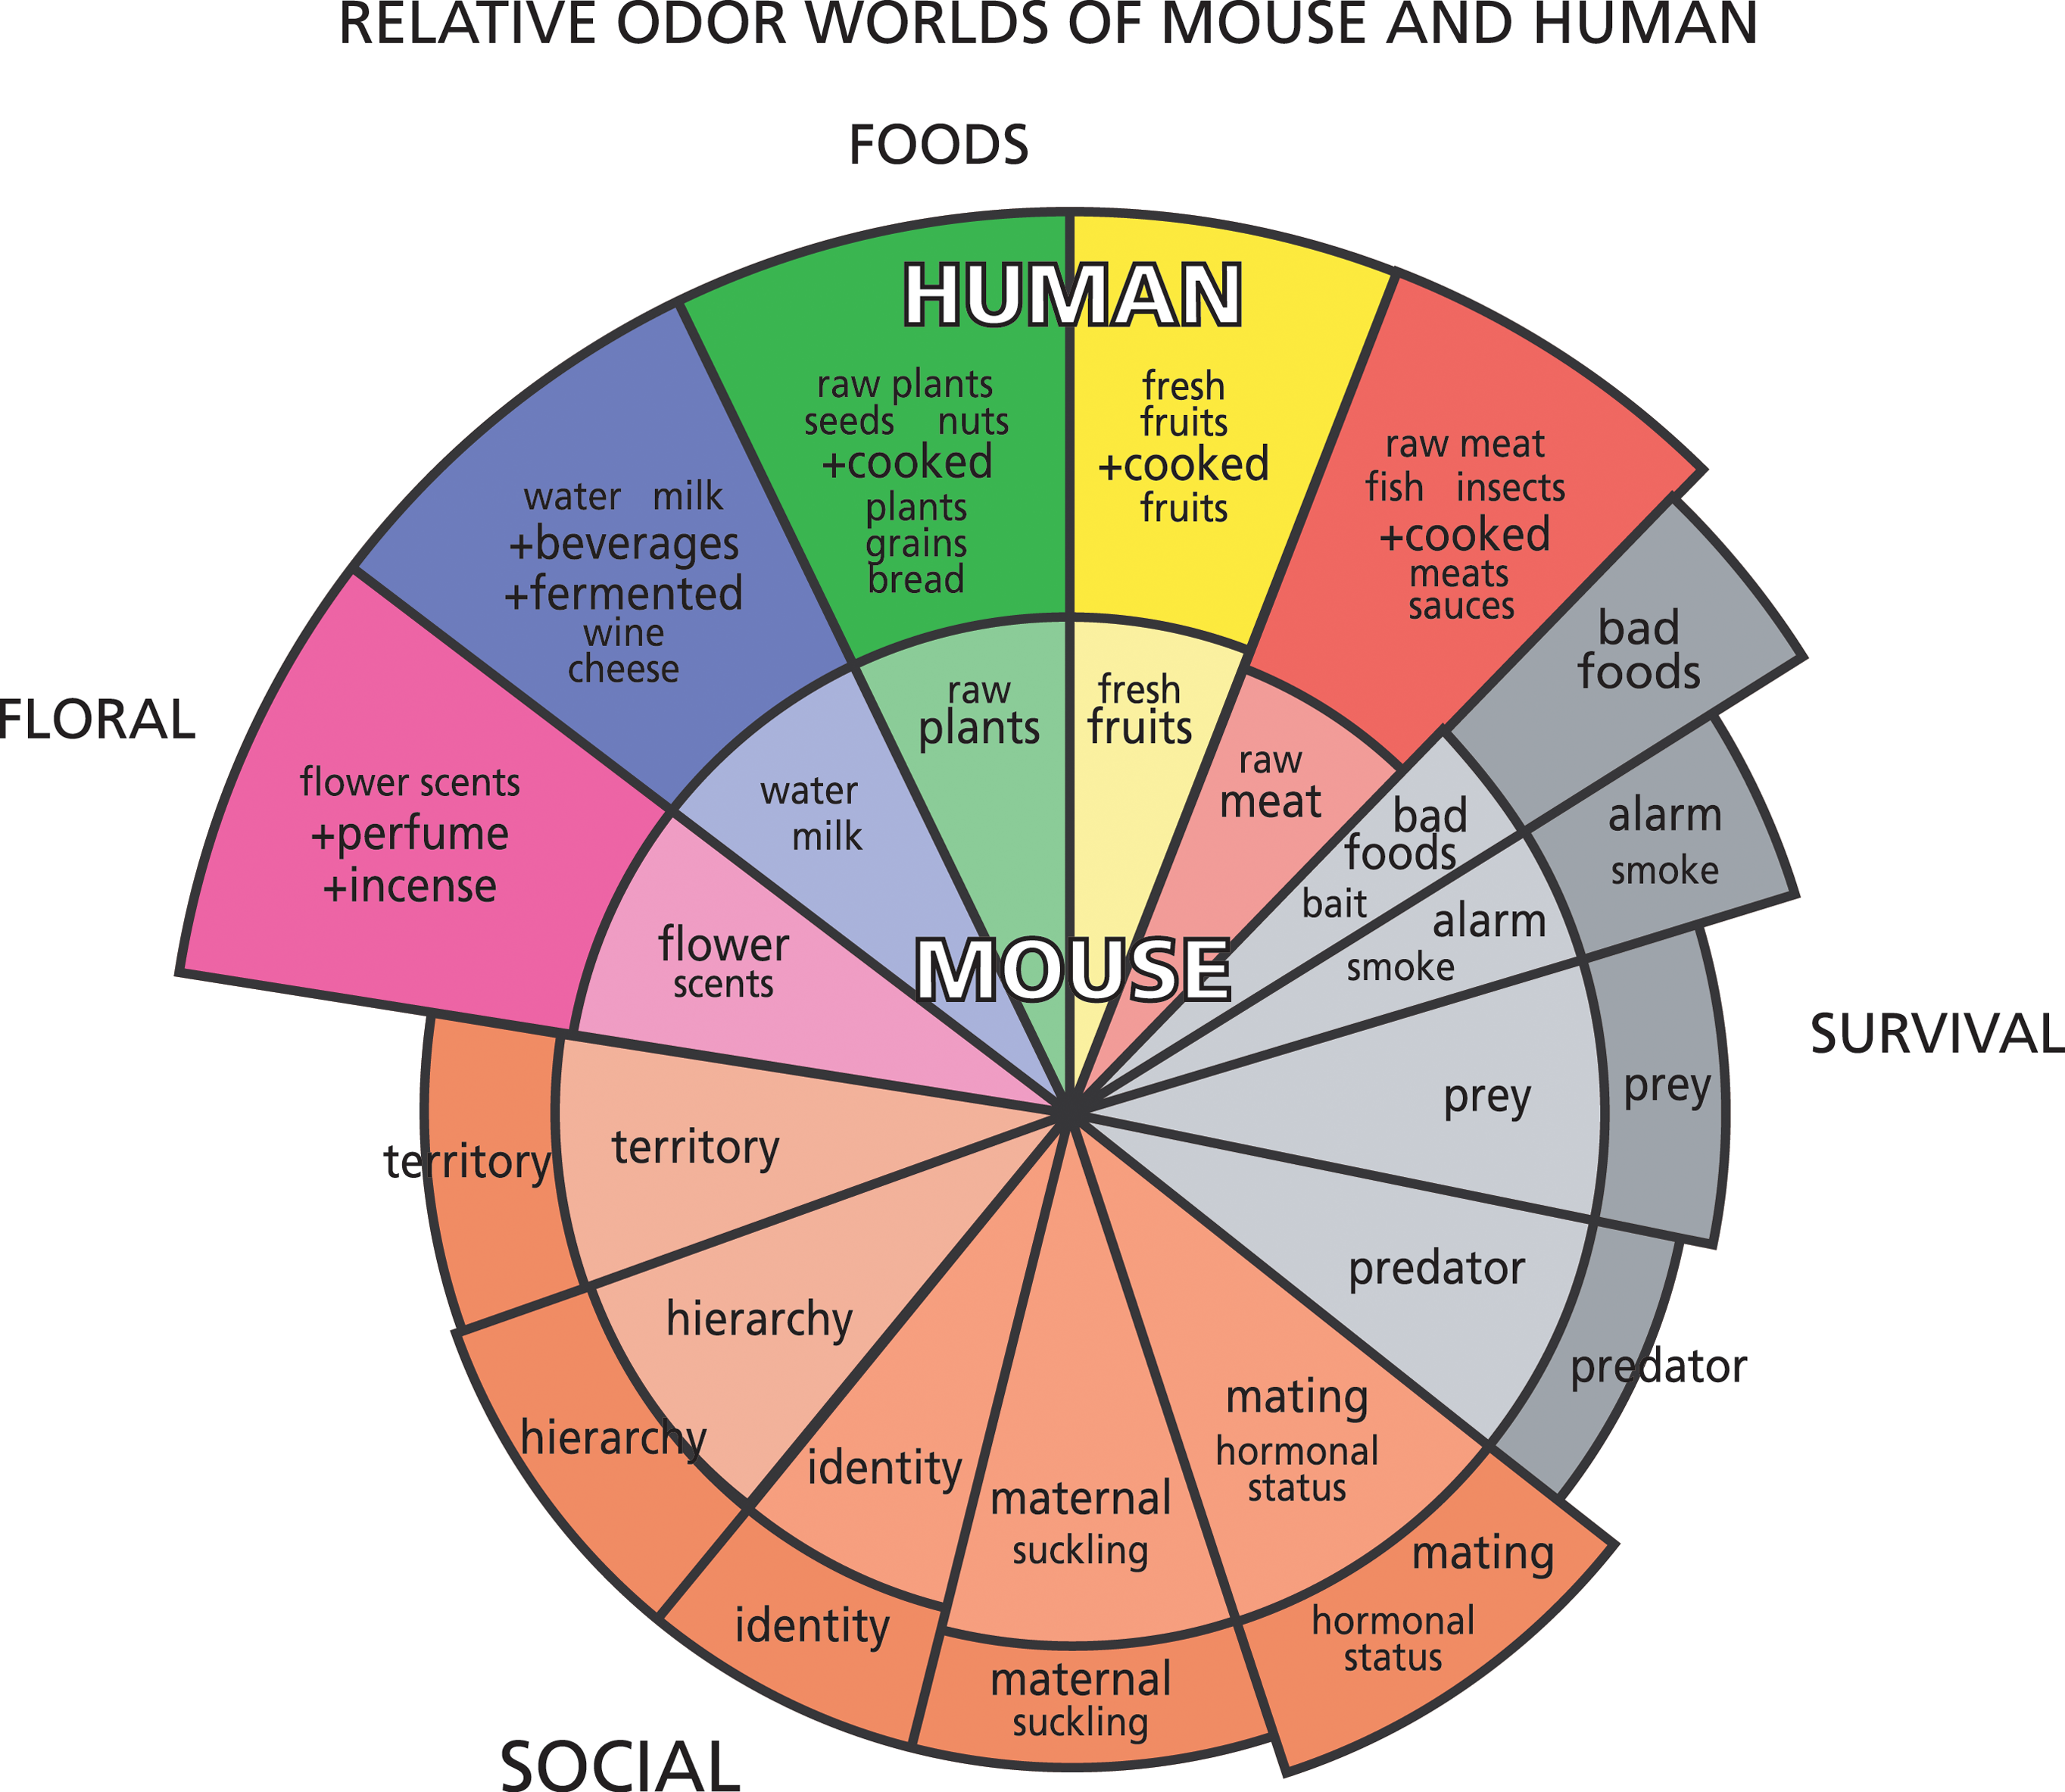 RELATIVE ODOR WORLDS OF MOUSE AND HUMAN
FOODS
HUMAN
raw plants
seeds nuts
+cooked
plants
grains
bread
fresh
fruits
+cooked
fruits
raw meat
fish insects
+cooked
meats
sauces
water milk
+beverages
+fermented
wine
cheese
bad
foods
FLORAL
flower scents
+perfume
+incense
alarm
smoke
SURVIVAL
prey
predator
mating
hormonal
status
maternal
suckling
identity
hierarchy
territory
SOCIAL
MOUSE
raw
plants
fresh
fruits
raw
meat
water
milk
flower
scents
bad
foods
bait
alarm
smoke
prey
predator
mating
hormonal
status
maternal
suckling
identity
hierarchy
territory